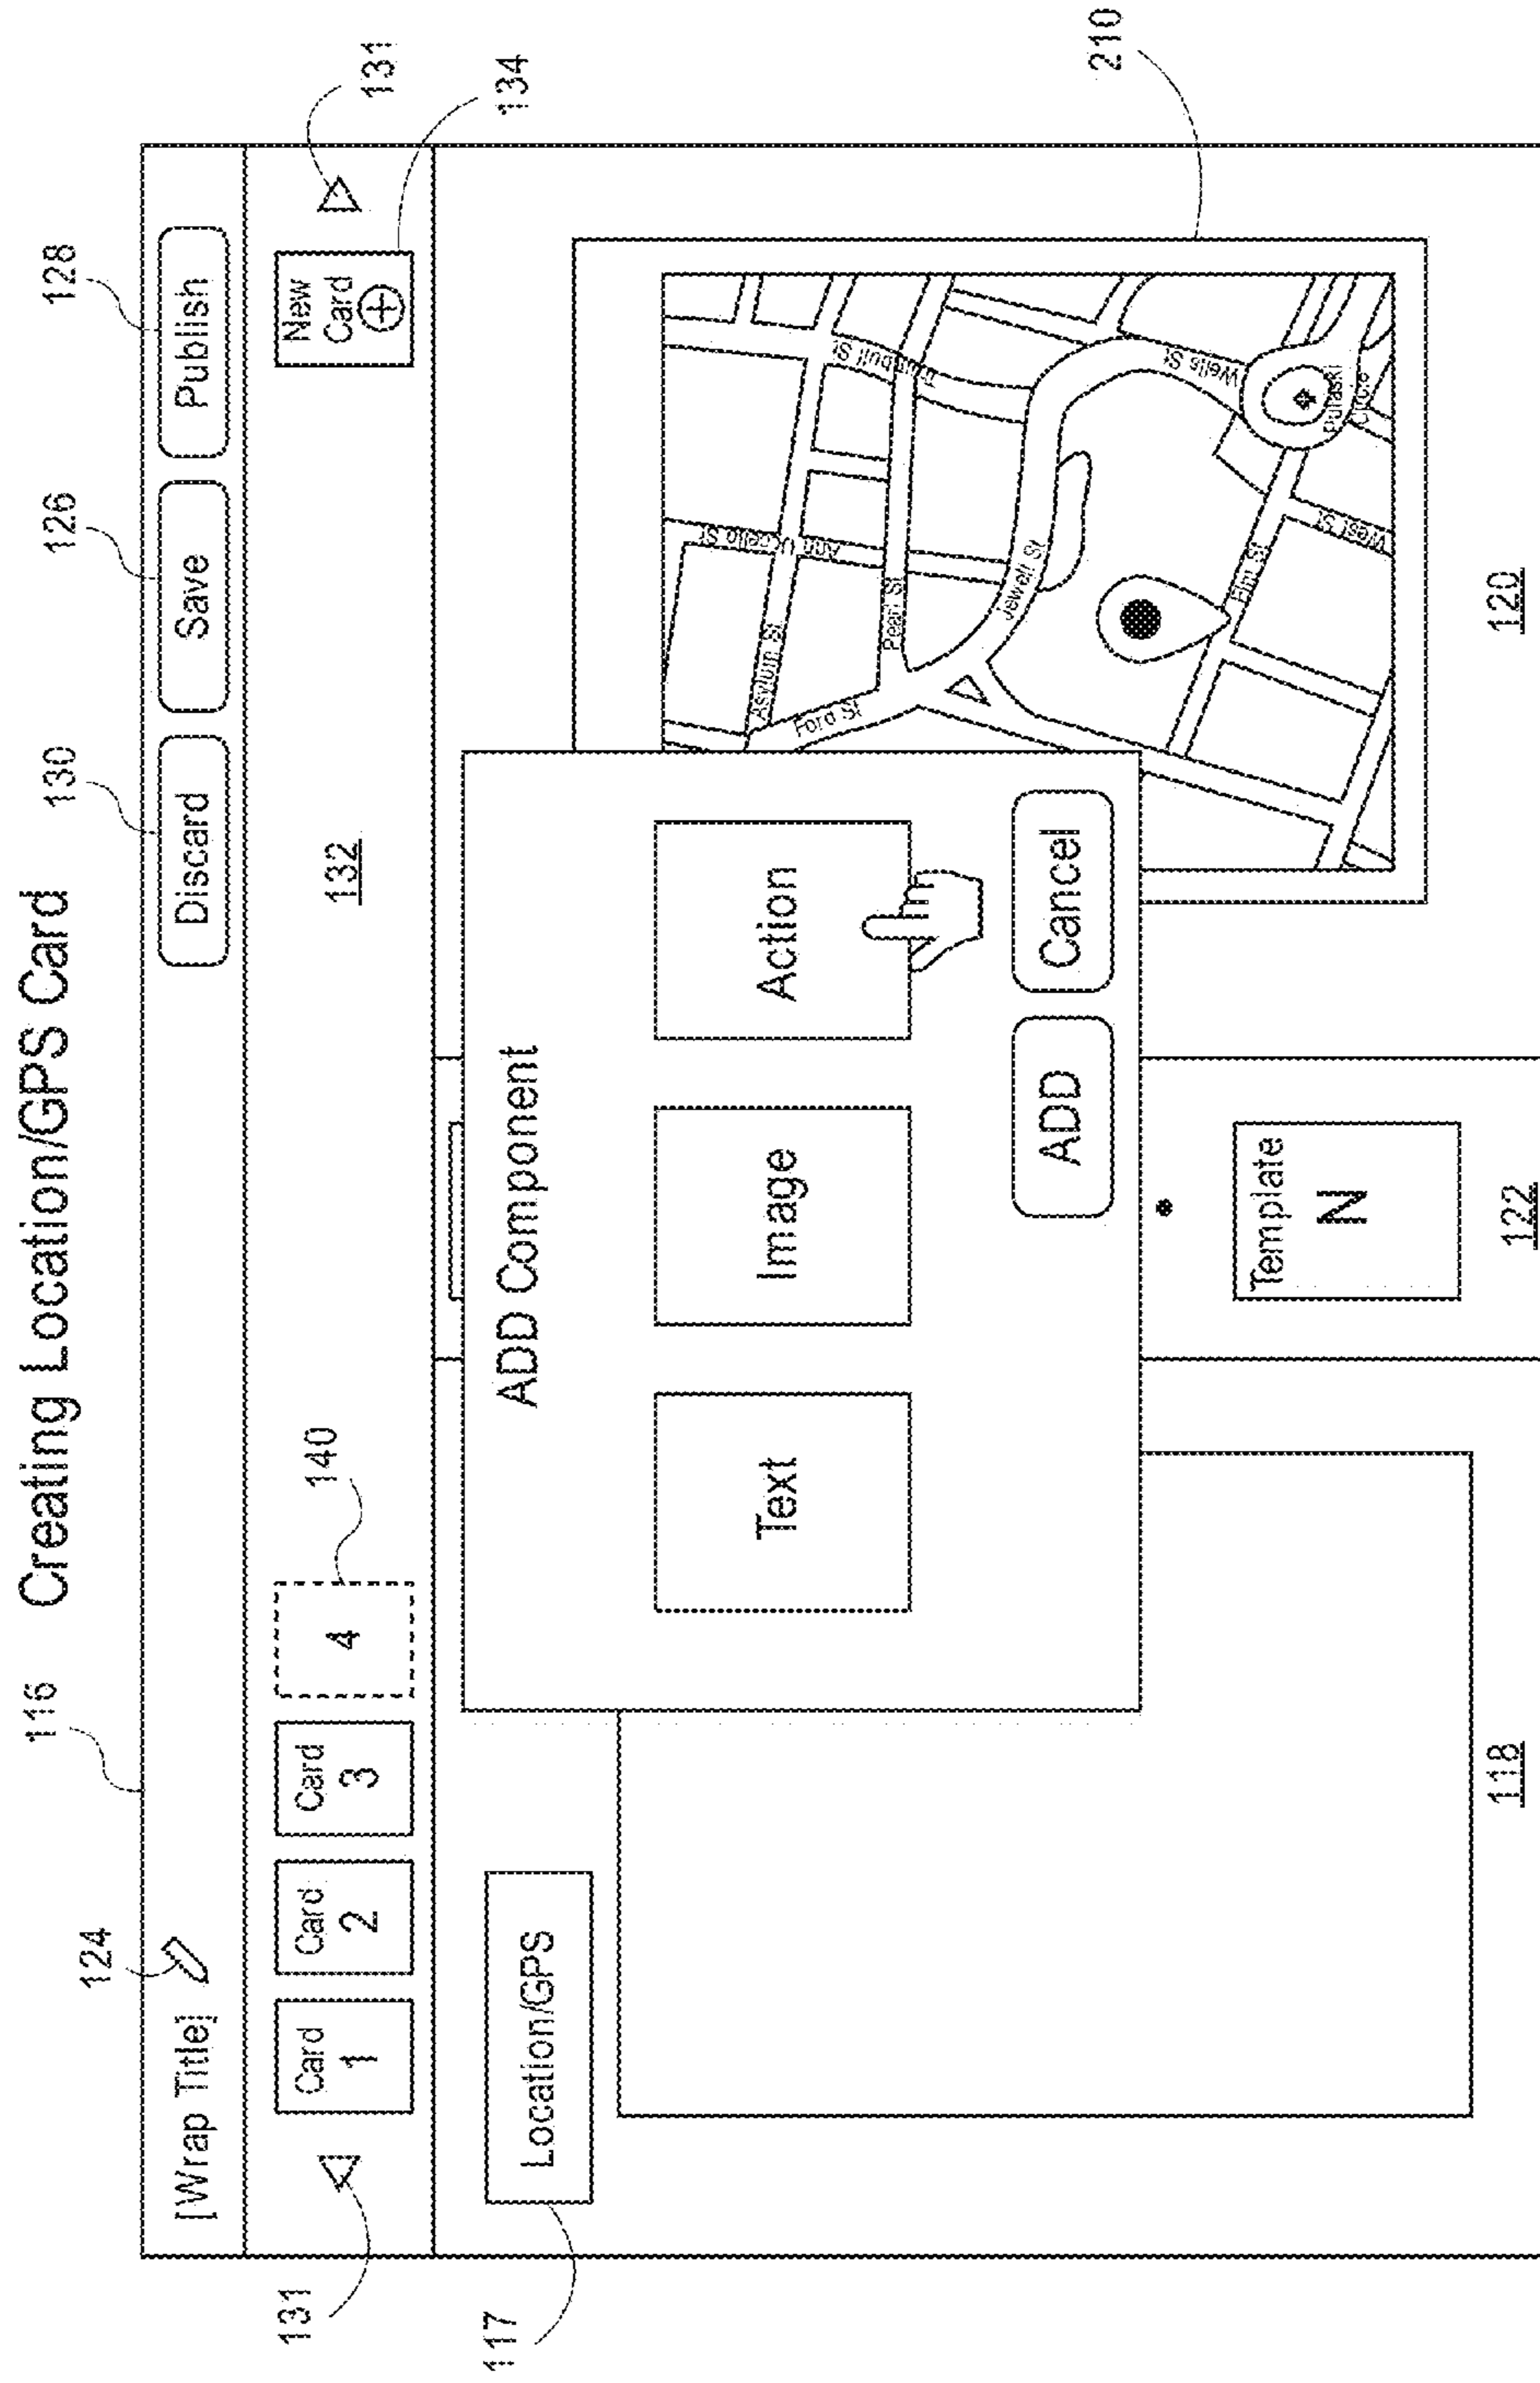 Creating Location/GPS Card
116
124
130
126
128
[Wrap Title]
Discard
Save
Publish
131
131
134
Card
1
Card
2
Card
3
4
140
132
New
Card
117
Location/GPS
ADD Component
Text
Image
Action
ADD
Cancel
Template
N
210
Asylum St
Ford St
Pearl St
Ann Uccello St
Trumbull St
Jewell St
Elm St
Wells St
West St
Pulaski
Circle
118
122
120